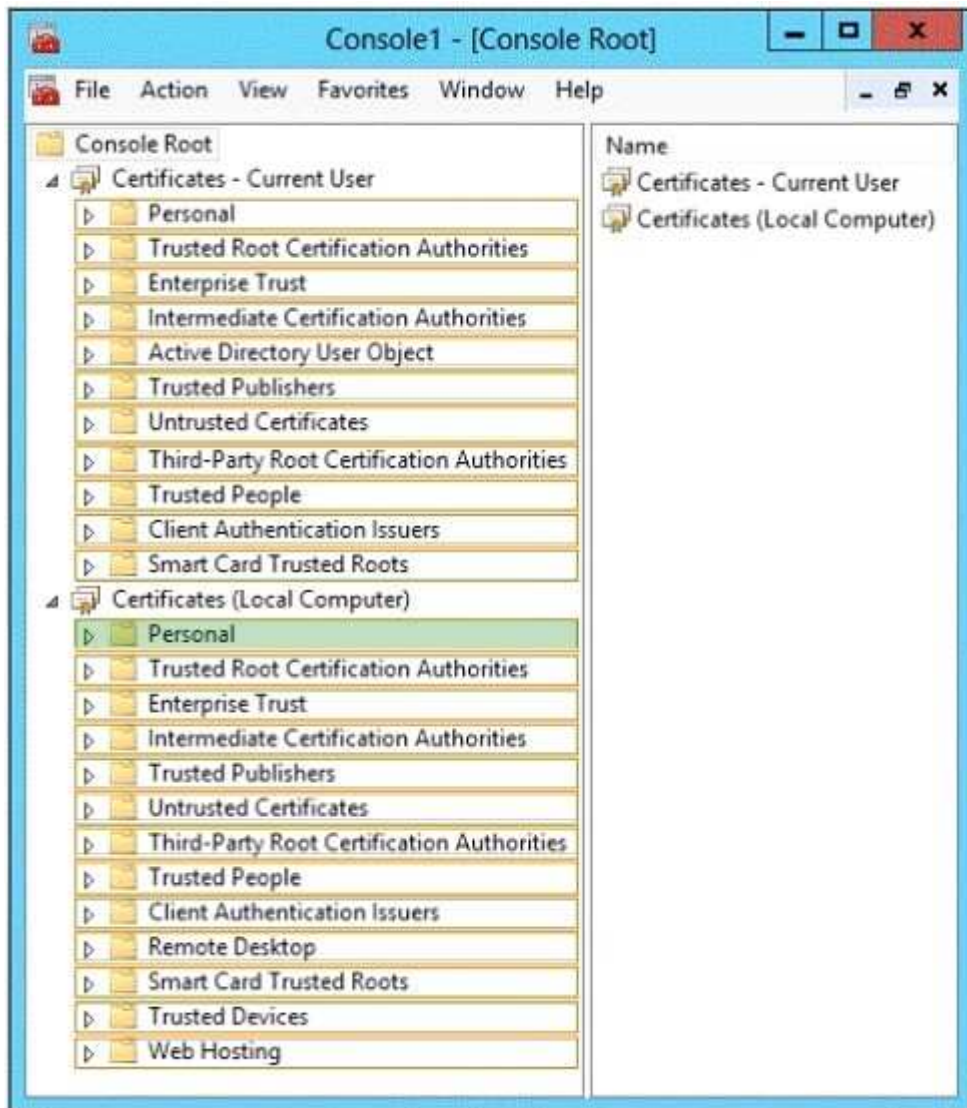 Console1 - [Console Root]
File Action View Favorites Window Help
Console Root
Certificates - Current User
Personal
Trusted Root Certification Authorities
Enterprise Trust
Intermediate Certification Authorities
Active Directory User Object
Trusted Publishers
Untrusted Certificates
Third-Party Root Certification Authorities
Trusted People
Client Authentication Issuers
Smart Card Trusted Roots
Certificates (Local Computer)
Personal
Trusted Root Certification Authorities
Enterprise Trust
Intermediate Certification Authorities
Trusted Publishers
Untrusted Certificates
Third-Party Root Certification Authorities
Trusted People
Client Authentication Issuers
Remote Desktop
Smart Card Trusted Roots
Trusted Devices
Web Hosting
Name
Certificates - Current User
Certificates (Local Computer)